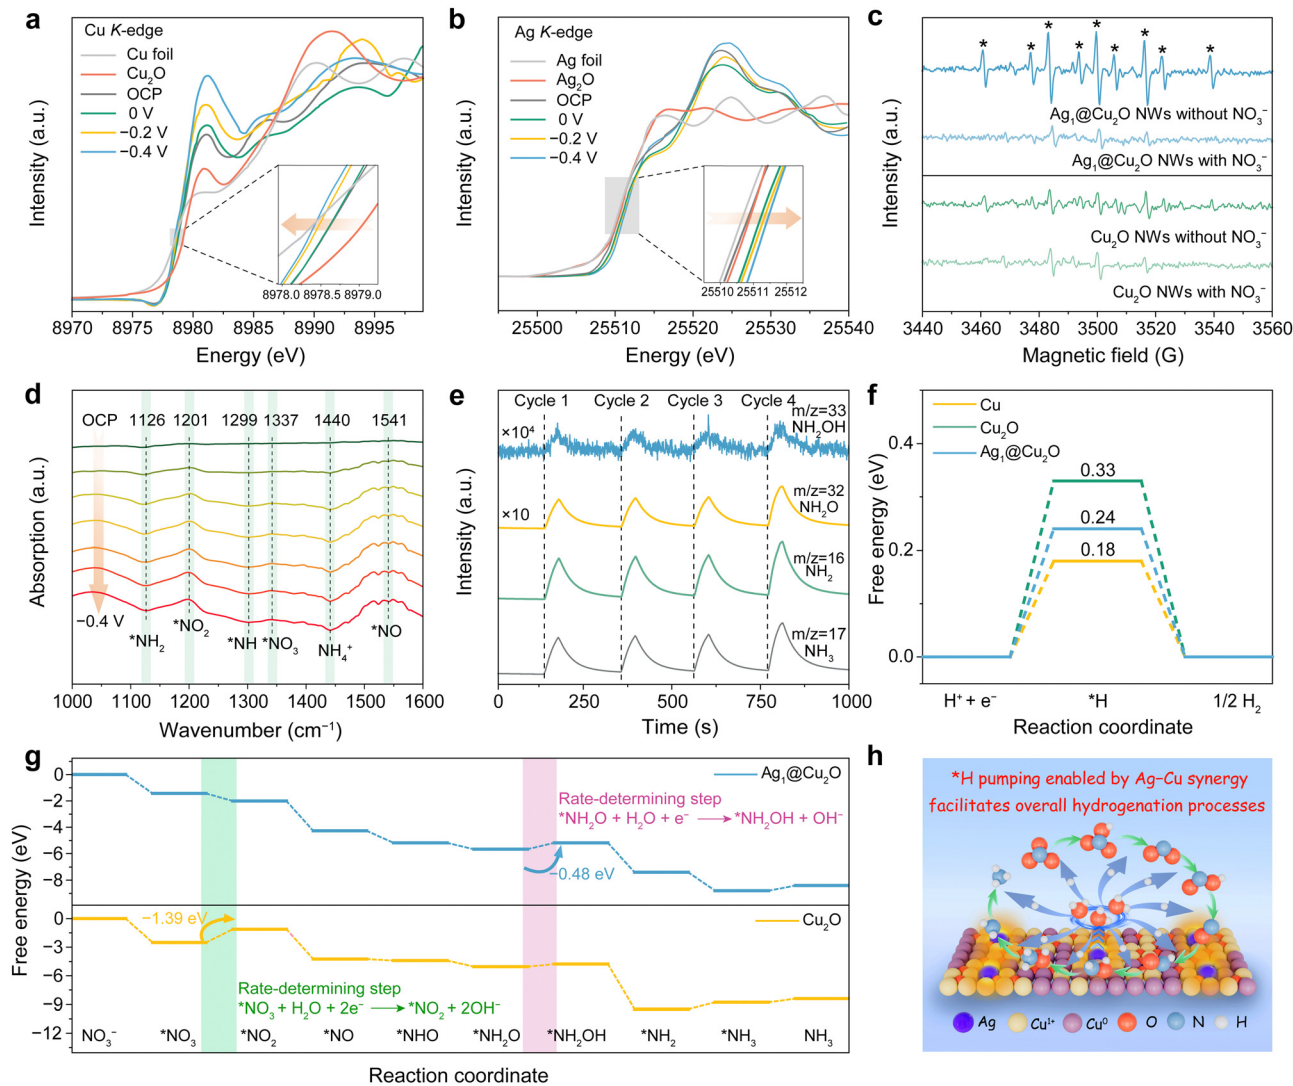 a
Cu K-edge
Cu foil
Cu₂O
OCP
0 V
−0.2 V
−0.4 V
8978.0 8978.5 8979.0
8970 8975 8980 8985 8990 8995
Energy (eV)
Intensity (a.u.)
b
Ag K-edge
Ag foil
Ag₂O
OCP
0 V
−0.2 V
−0.4 V
25510 25511 25512
25500 25510 25520 25530 25540
Energy (eV)
Intensity (a.u.)
c
* * * * * * * * *
Ag₁@Cu₂O NWs without NO₃⁻
Ag₁@Cu₂O NWs with NO₃⁻
Cu₂O NWs without NO₃⁻
Cu₂O NWs with NO₃⁻
3440 3460 3480 3500 3520 3540 3560
Magnetic field (G)
Intensity (a.u.)
d
OCP 1126 1201 1299 1337 1440 1541
−0.4 V
*NH₂ *NO₂ *NH *NO₃ NH₄⁺ *NO
1000 1100 1200 1300 1400 1500 1600
Wavenumber (cm⁻¹)
Absorption (a.u.)
e
Cycle 1 Cycle 2 Cycle 3 Cycle 4
×10⁴
m/z=33
NH₂OH
×10
m/z=32
NH₂O
m/z=16
NH₂
m/z=17
NH₃
0 250 500 750 1000
Time (s)
Intensity (a.u.)
f
Cu
Cu₂O
Ag₁@Cu₂O
0.4
0.2
0.0
0.33
0.24
0.18
H⁺ + e⁻ *H 1/2 H₂
Reaction coordinate
Free energy (eV)
g
0
−2
−4
−6
−8
Ag₁@Cu₂O
Rate-determining step
*NH₂O + H₂O + e⁻ ⟶ *NH₂OH + OH⁻
−0.48 eV
0
−3
−6
−9
−12
Cu₂O
−1.39 eV
Rate-determining step
*NO₃ + H₂O + 2e⁻ ⟶ *NO₂ + 2OH⁻
NO₃⁻ *NO₃ *NO₂ *NO *NHO *NH₂O *NH₂OH *NH₂ *NH₃ NH₃
Reaction coordinate
Free energy (eV)
h
*H pumping enabled by Ag−Cu synergy
facilitates overall hydrogenation processes
Ag Cu¹⁺ Cu⁰ O N H